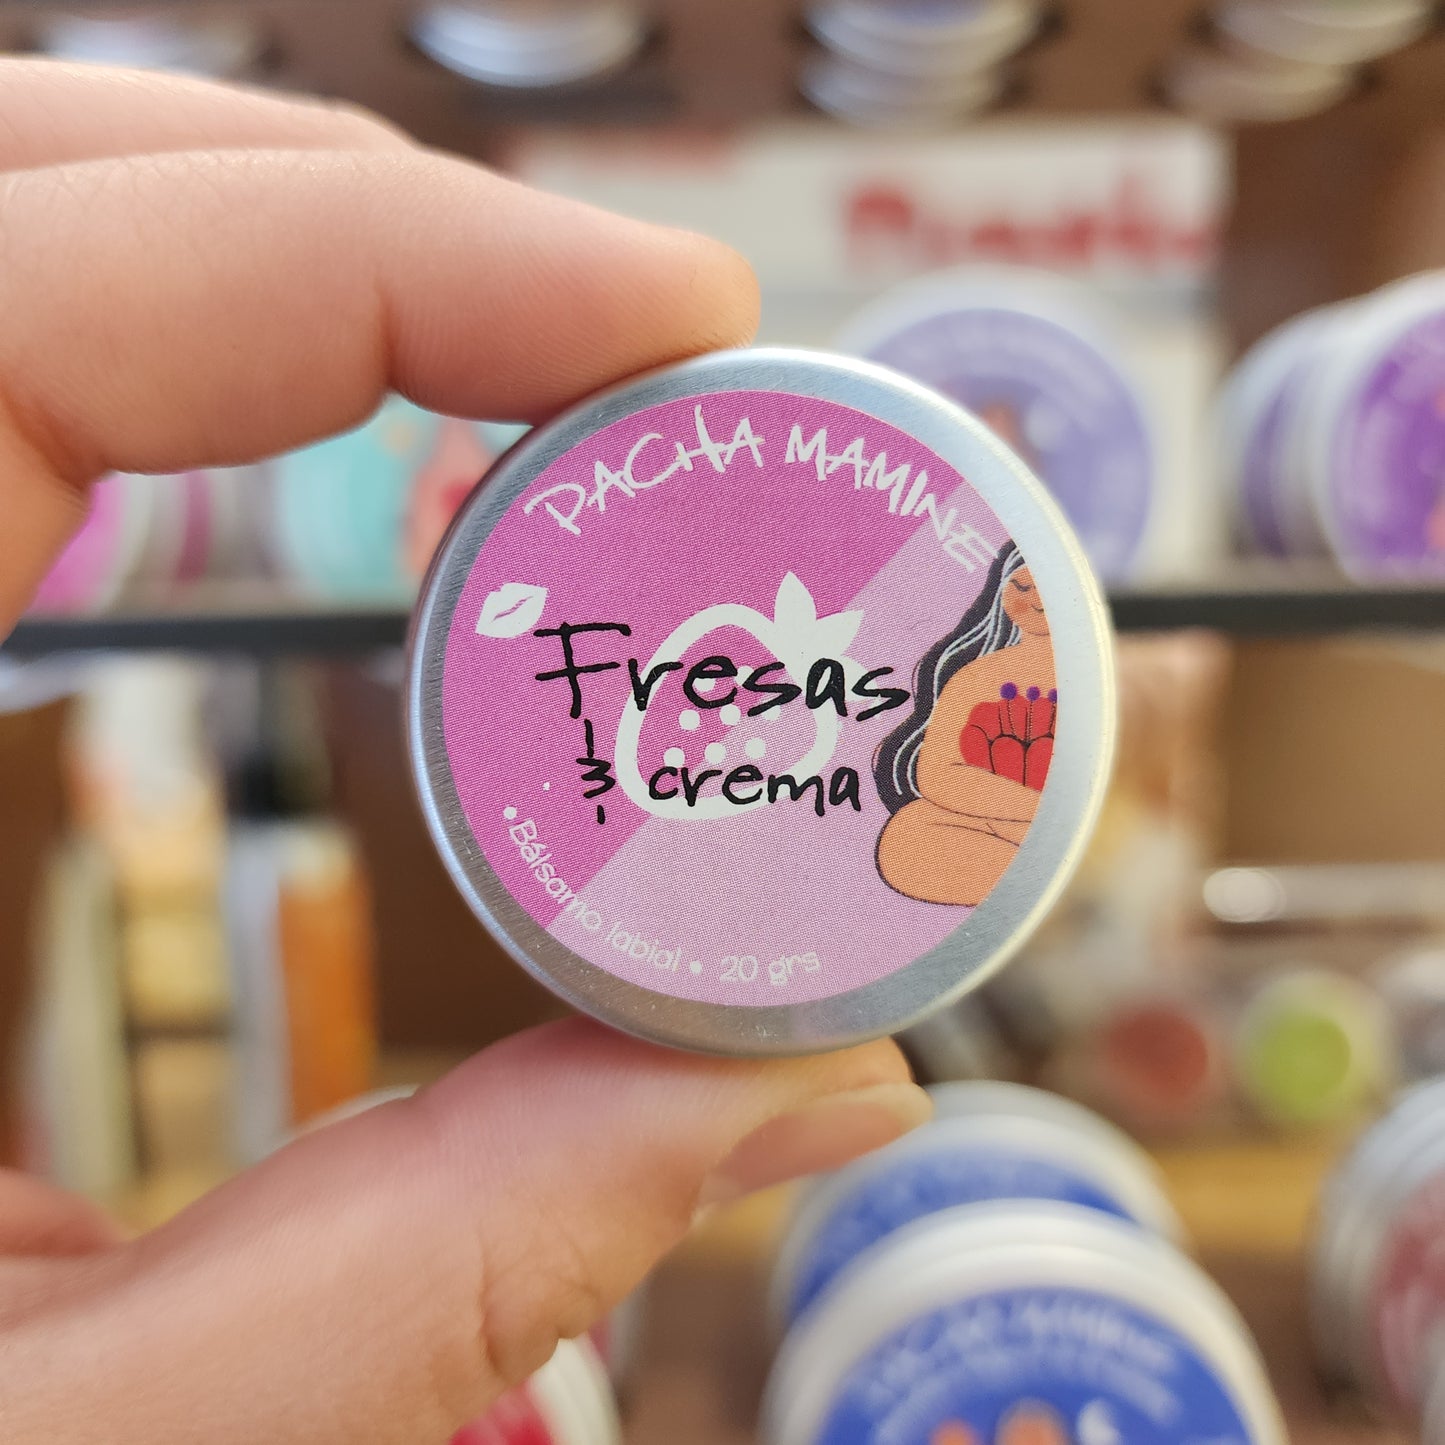 PACHA MAMINE
Fresas
& crema
• Bálsamo labial • 20 grs